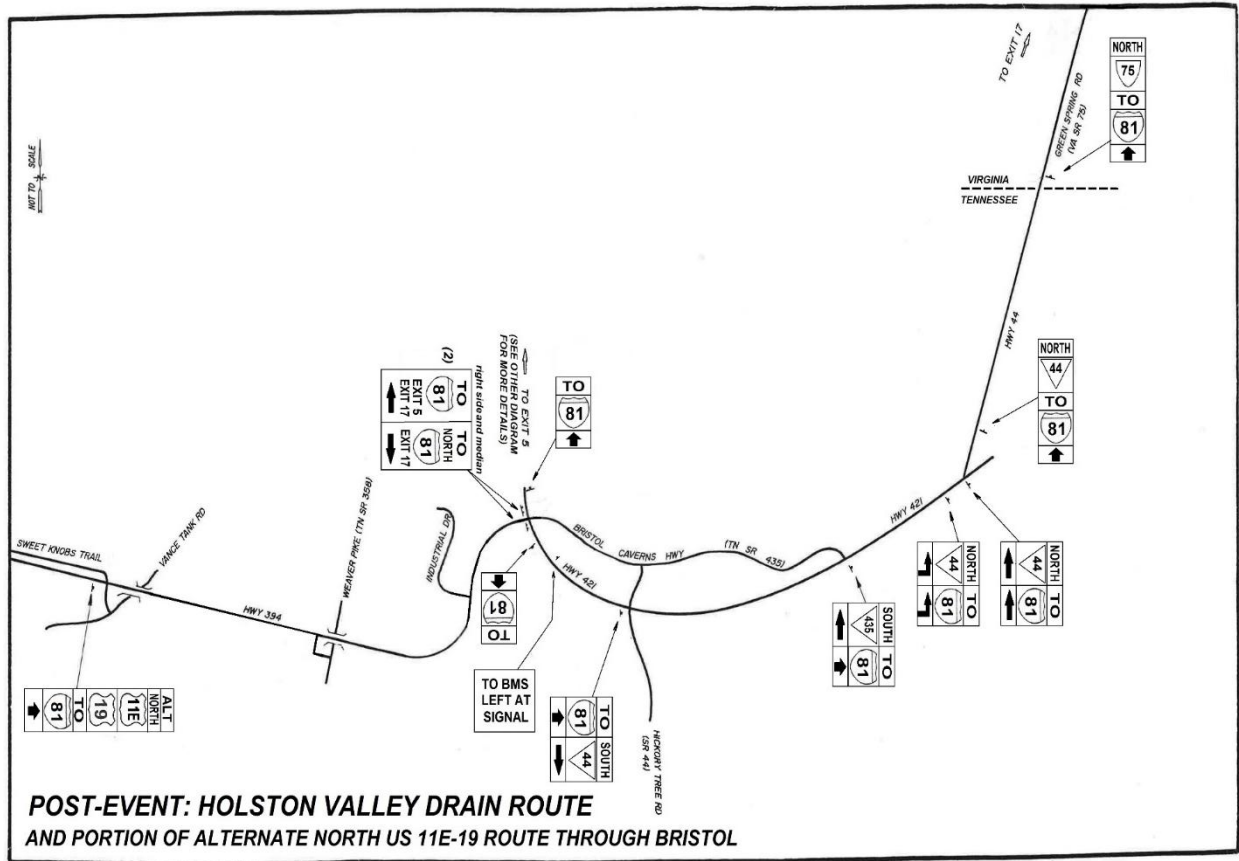 TO EXIT 17
NORTH
75
TO
81
GREEN SPRING RD
(VA SR 75)
VIRGINIA
TENNESSEE
NOT TO SCALE
HWY 44
NORTH
44
TO
81
TO EXIT 5
(SEE OTHER DIAGRAM
FOR MORE DETAILS)
TO
81
(2)
right side and median
TO
81
EXIT 5
EXIT 17
TO
NORTH
81
EXIT 17
HWY 421
BRISTOL CAVERNS HWY (TN SR 435)
NORTH TO
44 81
NORTH TO
44 81
SOUTH TO
435 81
INDUSTRIAL DR
WEAVER PIKE (TN SR 358)
VANCE TANK RD
SWEET KNOBS TRAIL
HWY 394
HWY 421
TO
81
TO BMS
LEFT AT
SIGNAL
TO SOUTH
81 44
HICKORY TREE RD
(SR 44)
ALT
NORTH
11E
19
TO
81
POST-EVENT: HOLSTON VALLEY DRAIN ROUTE
AND PORTION OF ALTERNATE NORTH US 11E-19 ROUTE THROUGH BRISTOL